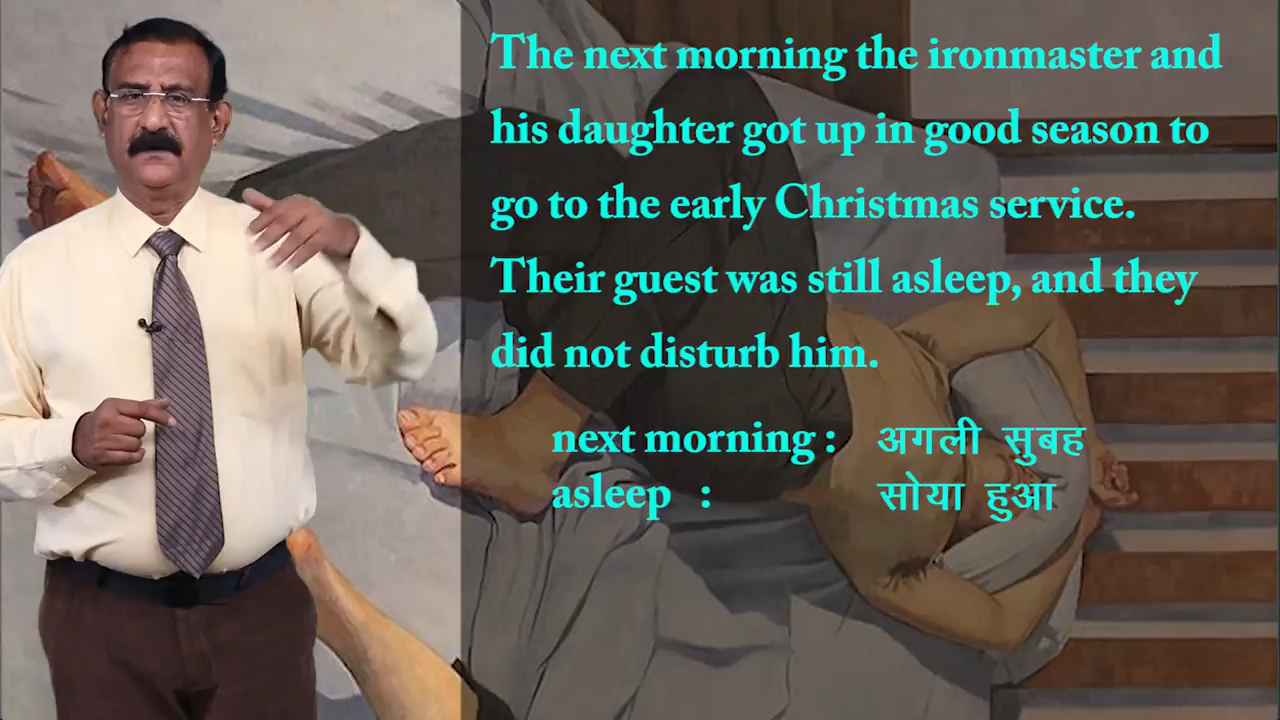 The next morning the ironmaster and
his daughter got up in good season to
go to the early Christmas service.
Their guest was still asleep, and they
did not disturb him.
next morning : अगली सुबह
asleep : सोया हुआ